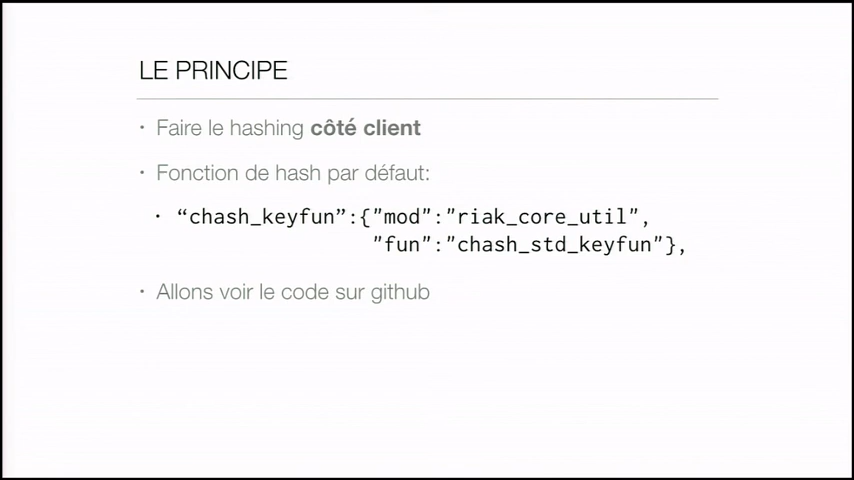 LE PRINCIPE
• Faire le hashing côté client
• Fonction de hash par défaut:
• “chash_keyfun”:{"mod":"riak_core_util",
"fun":"chash_std_keyfun"},
• Allons voir le code sur github